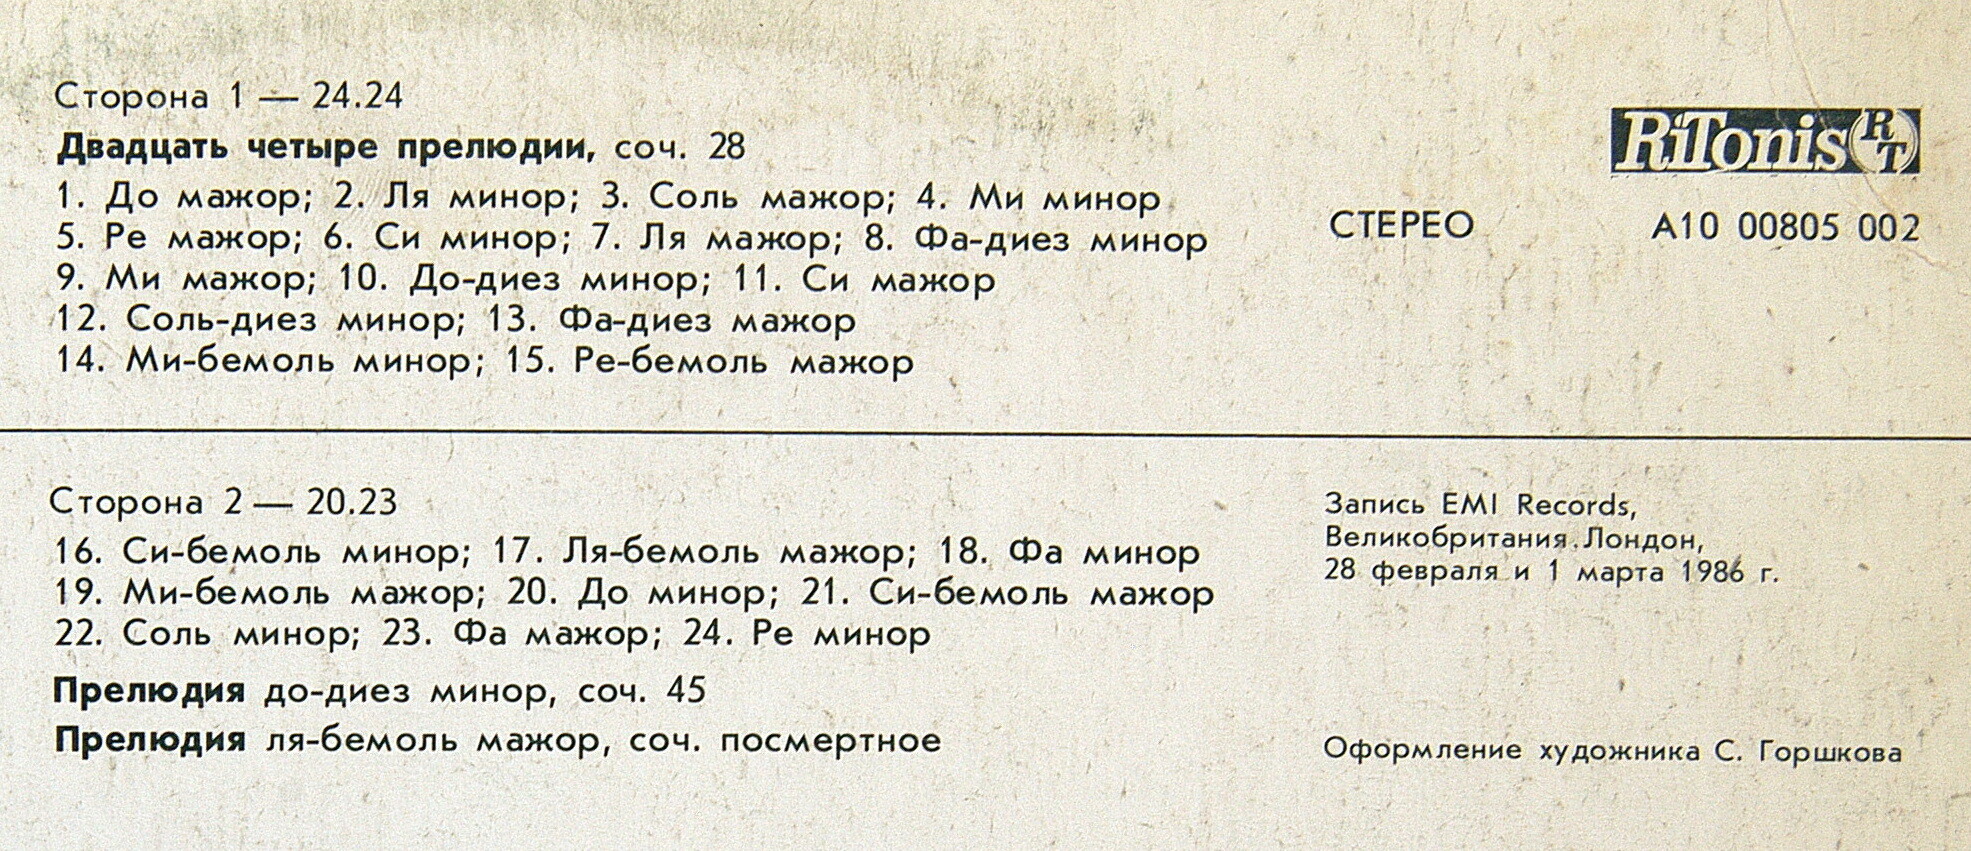 Сторона 1 — 24.24
Двадцать четыре прелюдии, соч. 28
1. До мажор; 2. Ля минор; 3. Соль мажор; 4. Ми минор
5. Ре мажор; 6. Си минор; 7. Ля мажор; 8. Фа-диез минор
9. Ми мажор; 10. До-диез минор; 11. Си мажор
12. Соль-диез минор; 13. Фа-диез мажор
14. Ми-бемоль минор; 15. Ре-бемоль мажор
RiTonis RT
СТЕРЕО А10 00805 002
Сторона 2 — 20.23
16. Си-бемоль минор; 17. Ля-бемоль мажор; 18. Фа минор
19. Ми-бемоль мажор; 20. До минор; 21. Си-бемоль мажор
22. Соль минор; 23. Фа мажор; 24. Ре минор
Прелюдия до-диез минор, соч. 45
Прелюдия ля-бемоль мажор, соч. посмертное
Запись EMI Records,
Великобритания.Лондон,
28 февраля и 1 марта 1986 г.
Оформление художника С. Горшкова